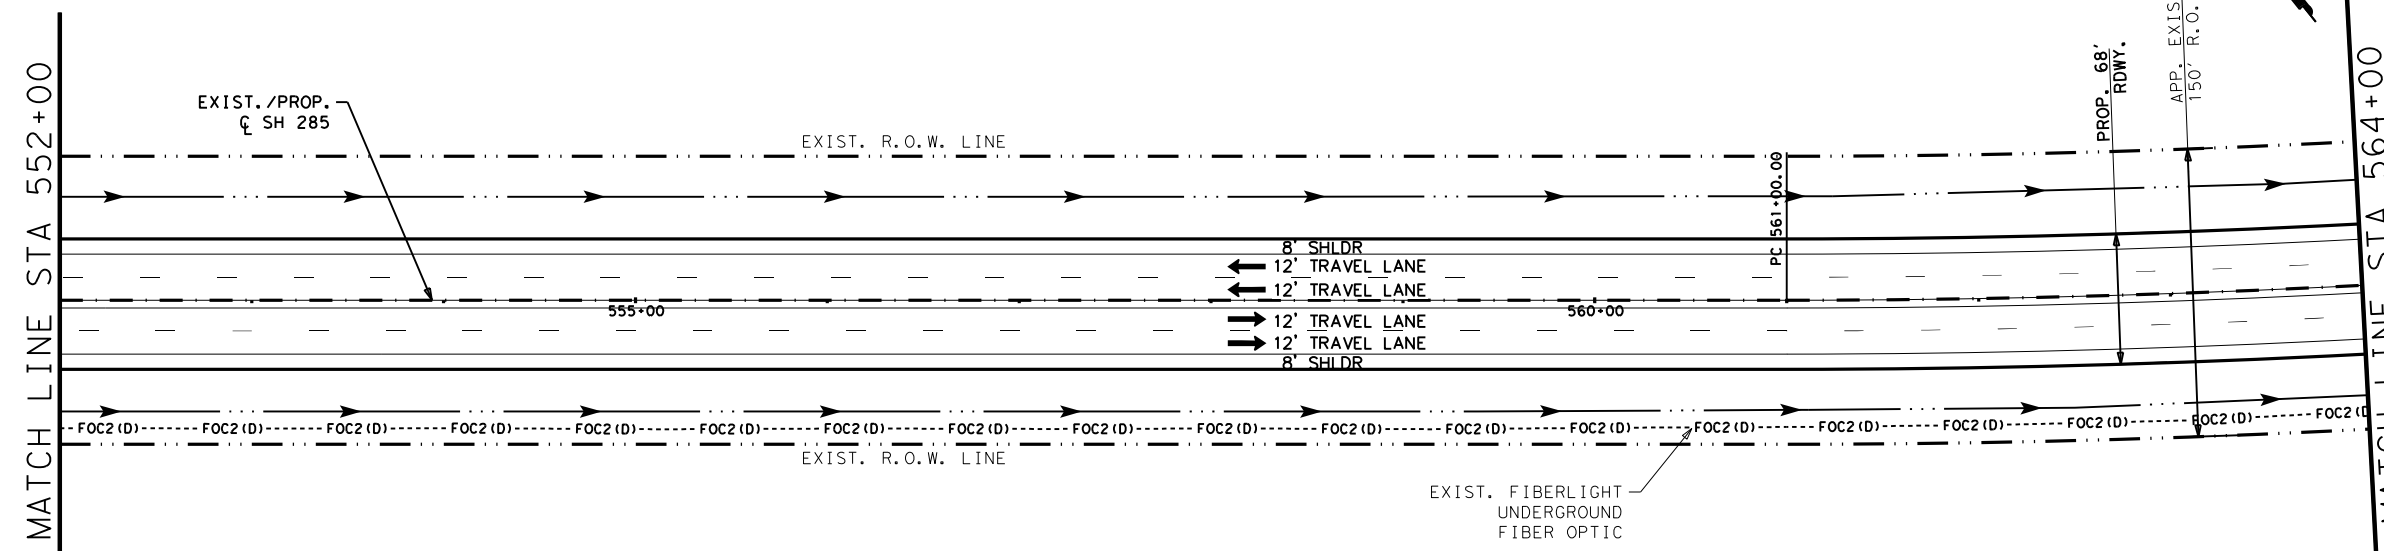 MATCH LINE STA 552+00
EXIST./PROP.
℄ SH 285
EXIST. R.O.W. LINE
8' SHLDR
12' TRAVEL LANE
12' TRAVEL LANE
555+00
560+00
12' TRAVEL LANE
12' TRAVEL LANE
8' SHLDR
PC 561+00.00
PROP. 68'
RDWY.
APP. EXIS
150' R.O.
FOC2(D) FOC2(D) FOC2(D) FOC2(D) FOC2(D) FOC2(D) FOC2(D) FOC2(D) FOC2(D) FOC2(D) FOC2(D) FOC2(D) FOC2(D) FOC2(D) FOC2(D) FOC2(D) FOC2(D) FOC2(D) FOC2(D
EXIST. R.O.W. LINE
EXIST. FIBERLIGHT
UNDERGROUND
FIBER OPTIC
MATCH LINE STA 564+00